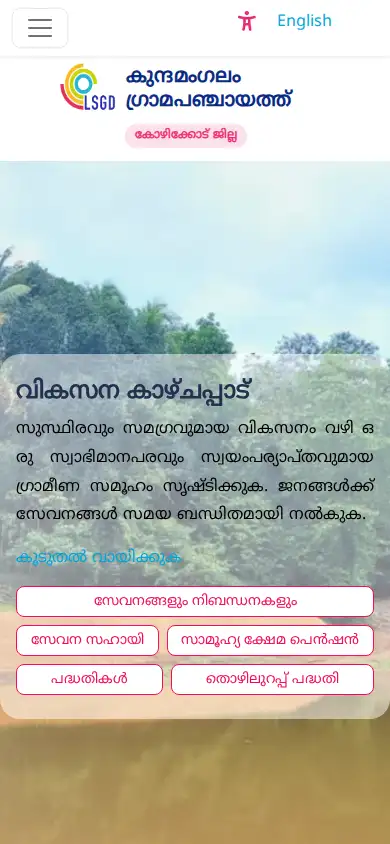 English
LSGD
കുന്ദമംഗലം
ഗ്രാമപഞ്ചായത്ത്
കോഴിക്കോട് ജില്ല
വികസന കാഴ്ചപ്പാട്
സുസ്ഥിരവും സമഗ്രവുമായ വികസനം വഴി ഒ
രു സ്വാഭിമാനപരവും സ്വയംപര്യാപ്തവുമായ
ഗ്രാമീണ സമൂഹം സൃഷ്ടിക്കുക. ജനങ്ങൾക്ക്
സേവനങ്ങൾ സമയ ബന്ധിതമായി നൽകുക.
കൂടുതൽ വായിക്കുക
സേവനങ്ങളും നിബന്ധനകളും
സേവന സഹായി
സാമൂഹ്യ ക്ഷേമ പെൻഷൻ
പദ്ധതികൾ
തൊഴിലുറപ്പ് പദ്ധതി